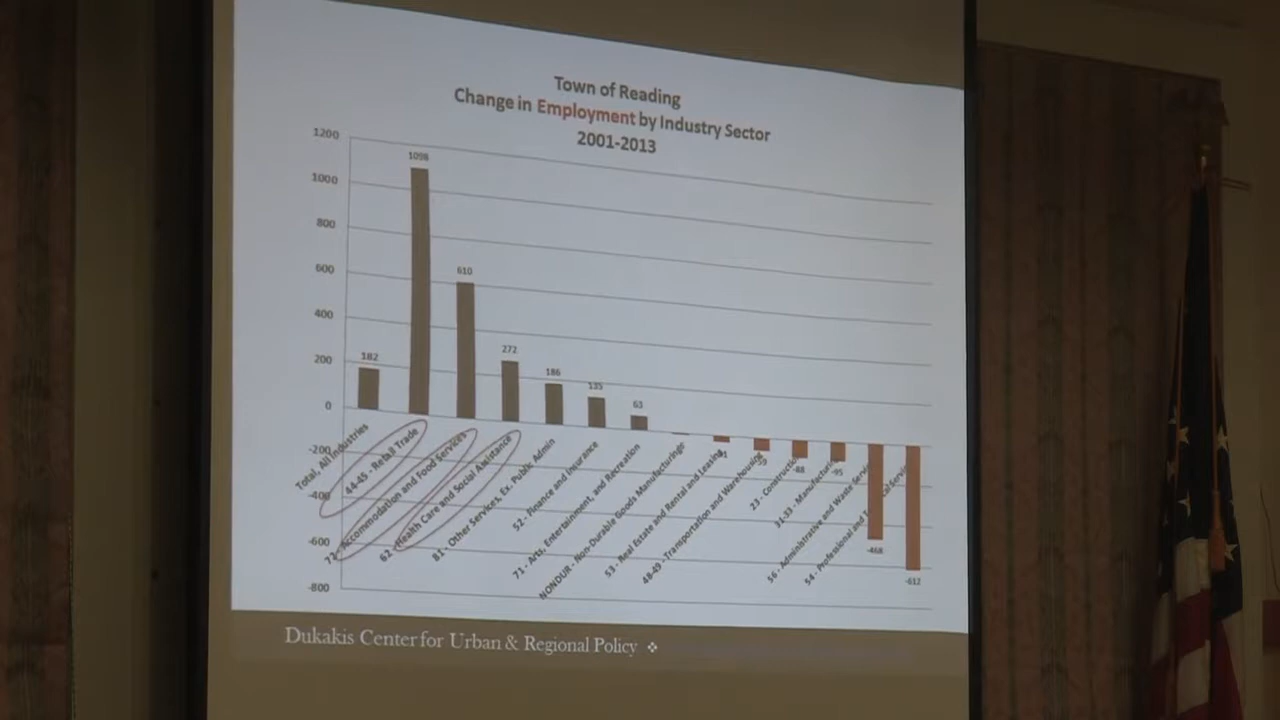 Town of Reading
Change in Employment by Industry Sector
2001-2013
1200
1000
800
600
400
200
0
-200
-400
-600
-800
182
1098
610
272
186
135
63
-59
-88
-95
-468
-612
Total, All Industries
44-45 - Retail Trade
72 - Accommodation and Food Services
62 - Health Care and Social Assistance
81 - Other Services, Ex. Public Admin
52 - Finance and Insurance
71 - Arts, Entertainment, and Recreation
NONDUR - Non-Durable Goods Manufacturing
53 - Real Estate and Rental and Leasing
48-49 - Transportation and Warehousing
23 - Construction
31-33 - Manufacturing
56 - Administrative and Waste Services
54 - Professional and
Dukakis Center for Urban & Regional Policy ❖